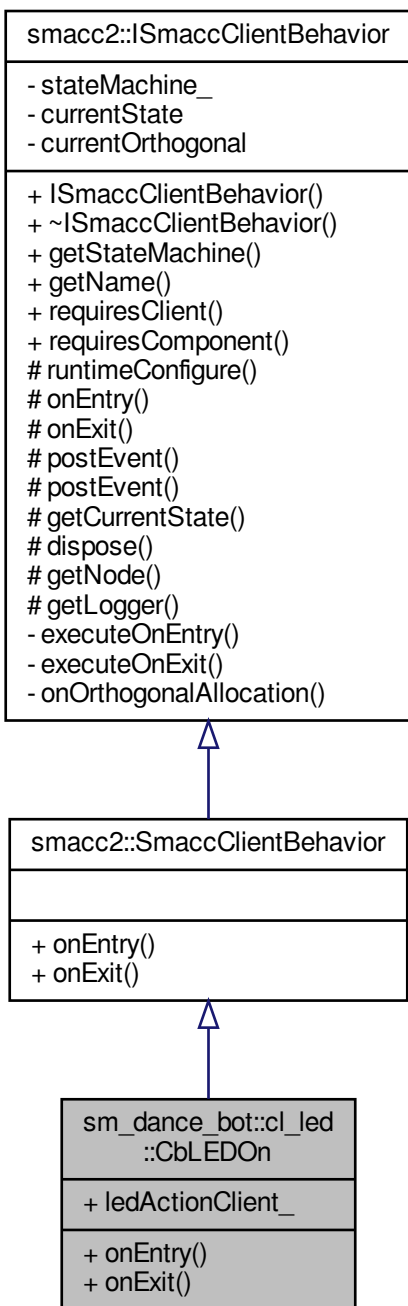 smacc2::ISmaccClientBehavior
- stateMachine_
- currentState
- currentOrthogonal
+ ISmaccClientBehavior()
+ ~ISmaccClientBehavior()
+ getStateMachine()
+ getName()
+ requiresClient()
+ requiresComponent()
# runtimeConfigure()
# onEntry()
# onExit()
# postEvent()
# postEvent()
# getCurrentState()
# dispose()
# getNode()
# getLogger()
- executeOnEntry()
- executeOnExit()
- onOrthogonalAllocation()
smacc2::SmaccClientBehavior
+ onEntry()
+ onExit()
sm_dance_bot::cl_led
::CbLEDOn
+ ledActionClient_
+ onEntry()
+ onExit()